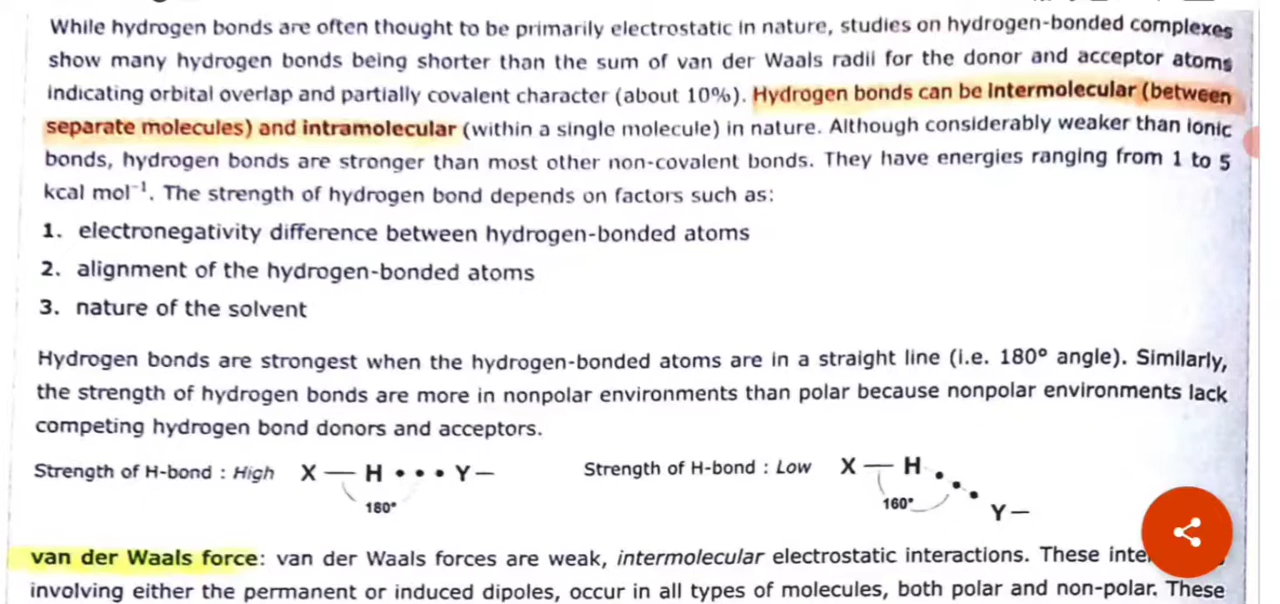 While hydrogen bonds are often thought to be primarily electrostatic in nature, studies on hydrogen-bonded complexes
show many hydrogen bonds being shorter than the sum of van der Waals radii for the donor and acceptor atoms
indicating orbital overlap and partially covalent character (about 10%). Hydrogen bonds can be intermolecular (between
separate molecules) and intramolecular (within a single molecule) in nature. Although considerably weaker than ionic
bonds, hydrogen bonds are stronger than most other non-covalent bonds. They have energies ranging from 1 to 5
kcal mol⁻¹. The strength of hydrogen bond depends on factors such as:
1. electronegativity difference between hydrogen-bonded atoms
2. alignment of the hydrogen-bonded atoms
3. nature of the solvent
Hydrogen bonds are strongest when the hydrogen-bonded atoms are in a straight line (i.e. 180° angle). Similarly,
the strength of hydrogen bonds are more in nonpolar environments than polar because nonpolar environments lack
competing hydrogen bond donors and acceptors.
Strength of H-bond : High X — H • • • Y — Strength of H-bond : Low X — H • • • Y —
180° 160°
van der Waals force: van der Waals forces are weak, intermolecular electrostatic interactions. These
involving either the permanent or induced dipoles, occur in all types of molecules, both polar and non-polar. These